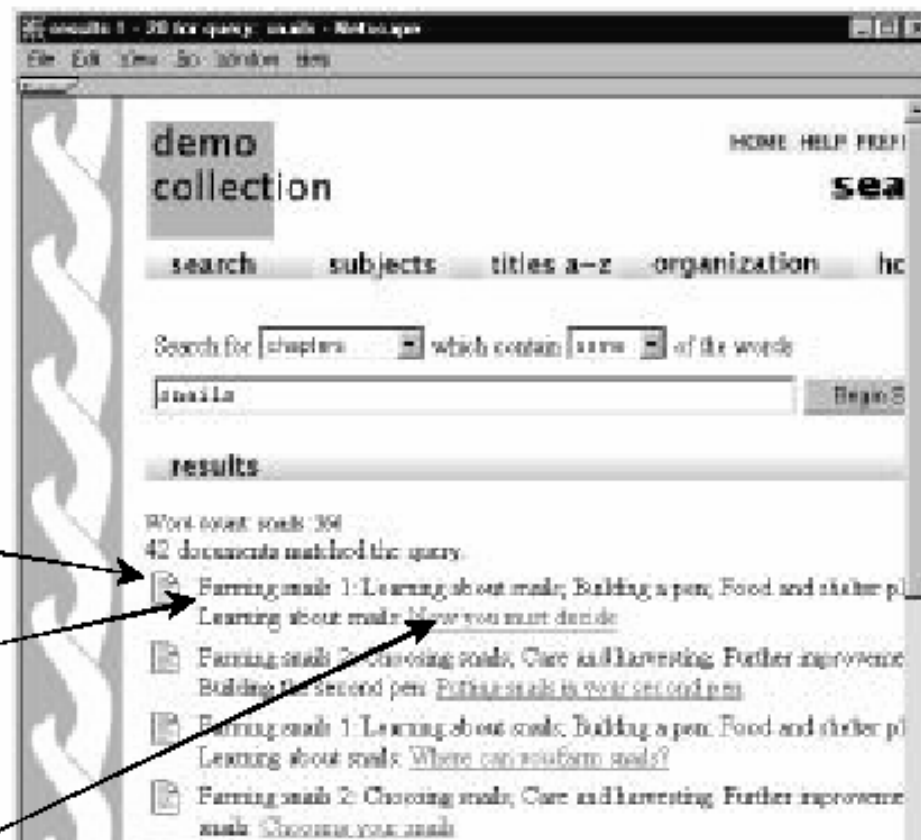 results 1 - 20 for query: snails - Netscape
File Edit View Go Window Help
demo
collection
HOME HELP PREF
sea
search subjects titles a-z organization ho
Search for chapters which contain some of the words
snails
Begin S
results
Word count: snails:
42 documents matched the query.
Farming snails 1: Learning about snails; Building a pen; Food and shelter pl
Learning about snails: Now you must decide
Farming snails 2: Choosing snails; Care and harvesting; Further improveme
Building the second pen: Putting snails in your second pen
Farming snails 1: Learning about snails; Building a pen; Food and shelter pl
Learning about snails: Where can you farm snails?
Farming snails 2: Choosing snails; Care and harvesting; Further improveme
snails: Choosing your snails